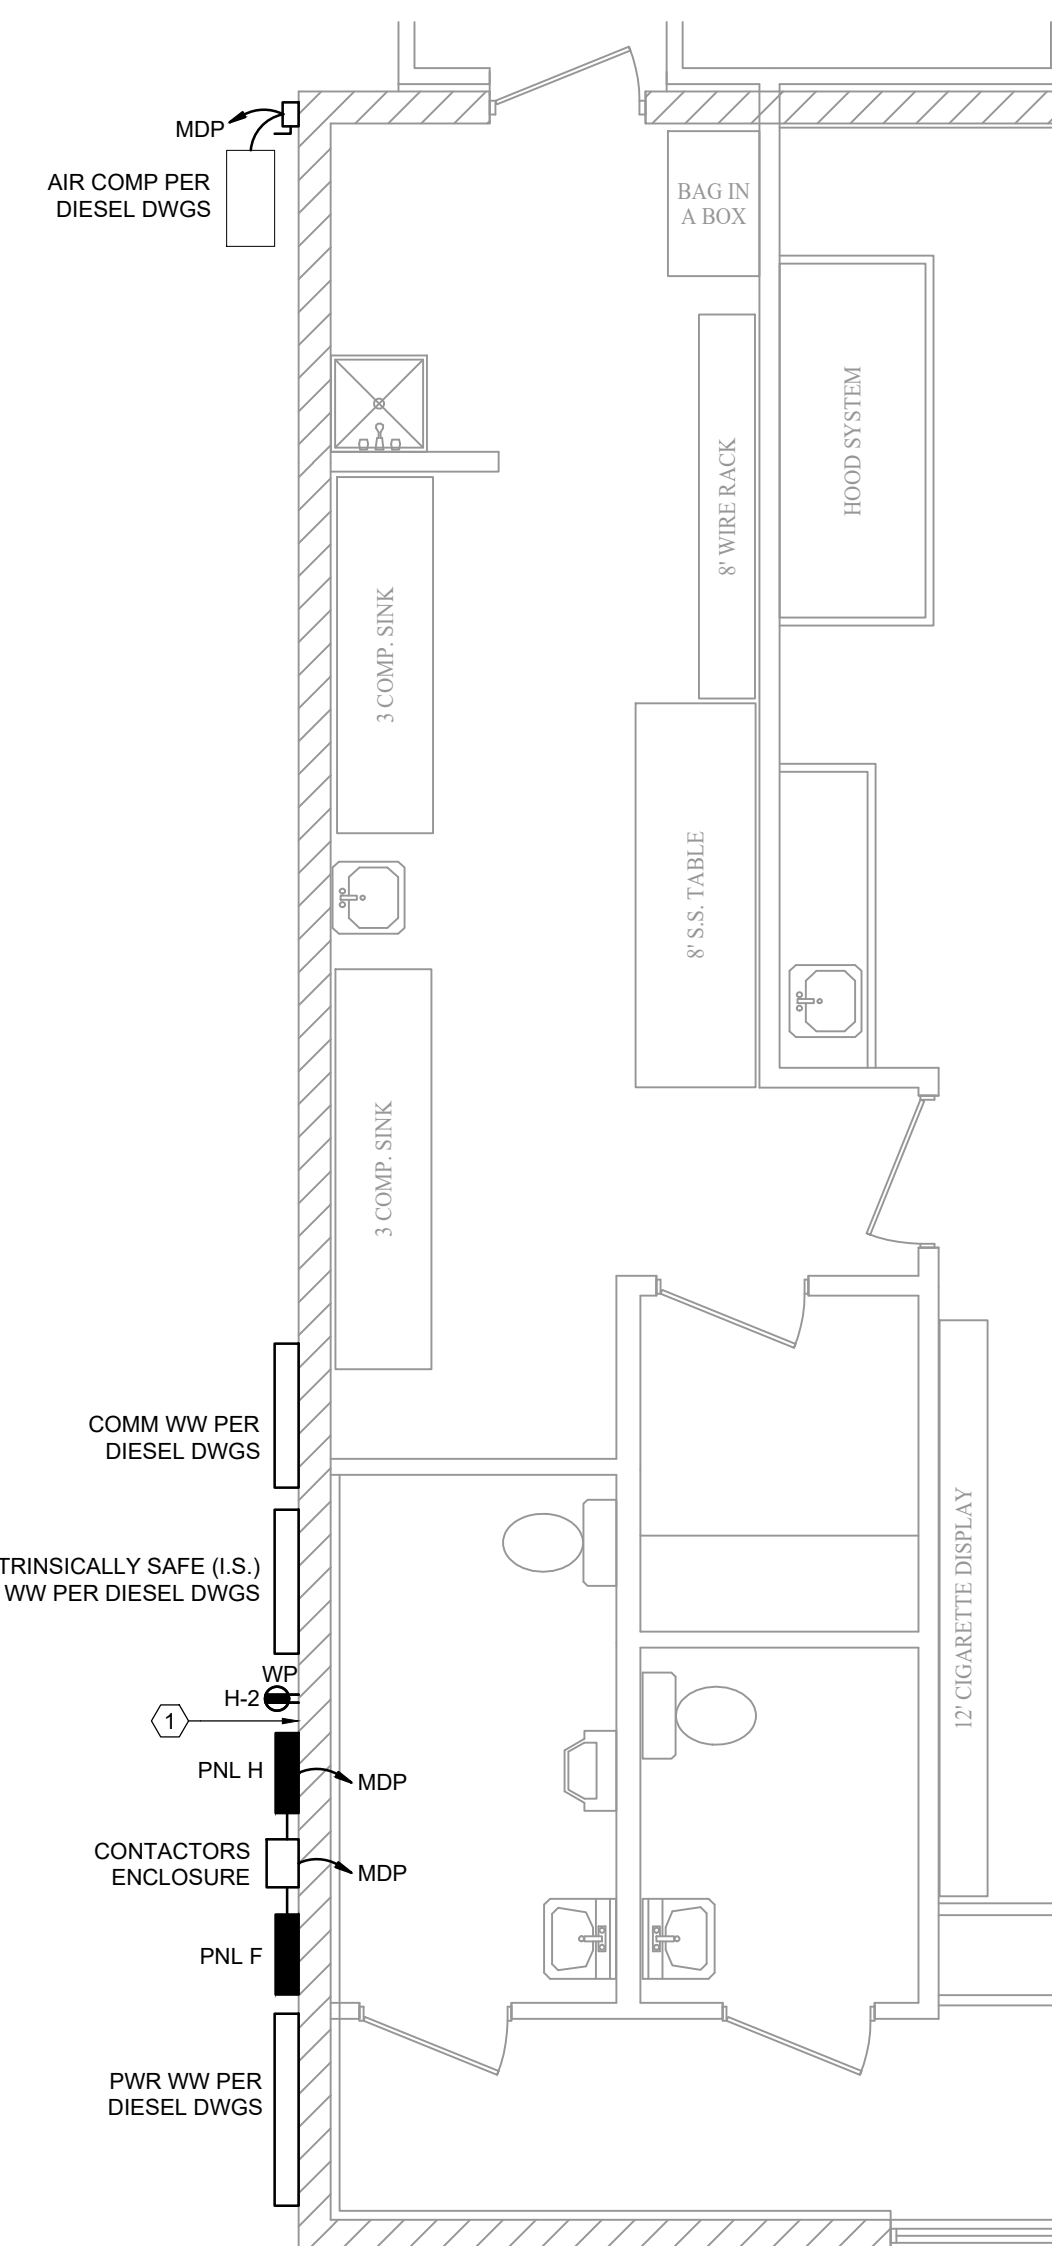 MDP
AIR COMP PER
DIESEL DWGS
BAG IN
A BOX
HOOD SYSTEM
8' WIRE RACK
3 COMP. SINK
8' S.S. TABLE
3 COMP. SINK
COMM WW PER
DIESEL DWGS
TRINSICALLY SAFE (I.S.)
WW PER DIESEL DWGS
12' CIGARETTE DISPLAY
WP
H-2
1
PNL H
MDP
CONTACTORS
ENCLOSURE
MDP
PNL F
PWR WW PER
DIESEL DWGS